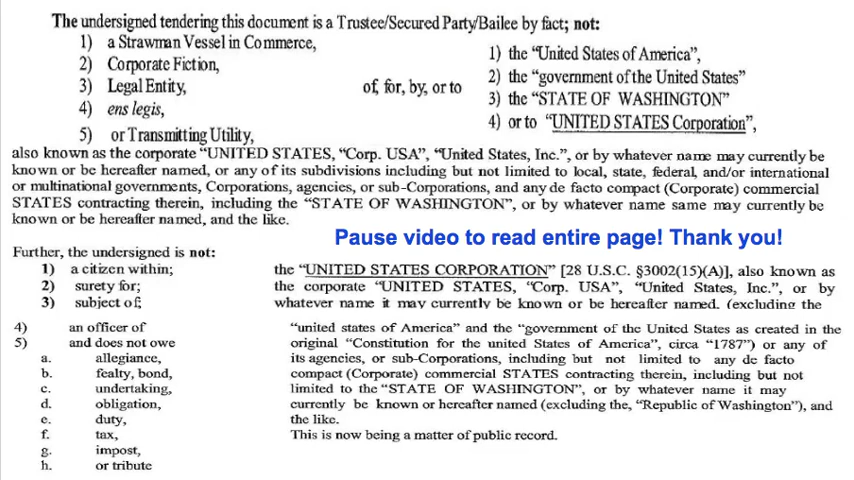 The undersigned tendering this document is a Trustee/Secured Party/Bailee by fact; not:
1) a Strawman Vessel in Commerce,
2) Corporate Fiction,
3) Legal Entity,
4) ens legis,
5) or Transmitting Utility,
of, for, by, or to
1) the “United States of America”,
2) the “government of the United States”
3) the “STATE OF WASHINGTON”
4) or to “UNITED STATES Corporation”,
also known as the corporate “UNITED STATES, “Corp. USA”, “United States, Inc.”, or by whatever name may currently be
known or be hereafter named, or any of its subdivisions including but not limited to local, state, federal, and/or international
or multinational governments, Corporations, agencies, or sub-Corporations, and any de facto compact (Corporate) commercial
STATES contracting therein, including the “STATE OF WASHINGTON”, or by whatever name same may currently be
known or be hereafter named, and the like.
Pause video to read entire page! Thank you!
Further, the undersigned is not:
1) a citizen within;
2) surety for;
3) subject of;
4) an officer of
5) and does not owe
a. allegiance,
b. fealty, bond,
c. undertaking,
d. obligation,
e. duty,
f. tax,
g. impost,
h. or tribute
the “UNITED STATES CORPORATION” [28 U.S.C. §3002(15)(A)], also known as
the corporate “UNITED STATES, “Corp. USA”, “United States, Inc.”, or by
whatever name it may currently be known or be hereafter named. (excluding the
“united states of America” and the “government of the United States as created in the
original “Constitution for the united States of America”, circa “1787”) or any of
its agencies, or sub-Corporations, including but not limited to any de facto
compact (Corporate) commercial STATES contracting therein, including but not
limited to the “STATE OF WASHINGTON”, or by whatever name it may
currently be known or hereafter named (excluding the, “Republic of Washington”), and
the like.
This is now being a matter of public record.